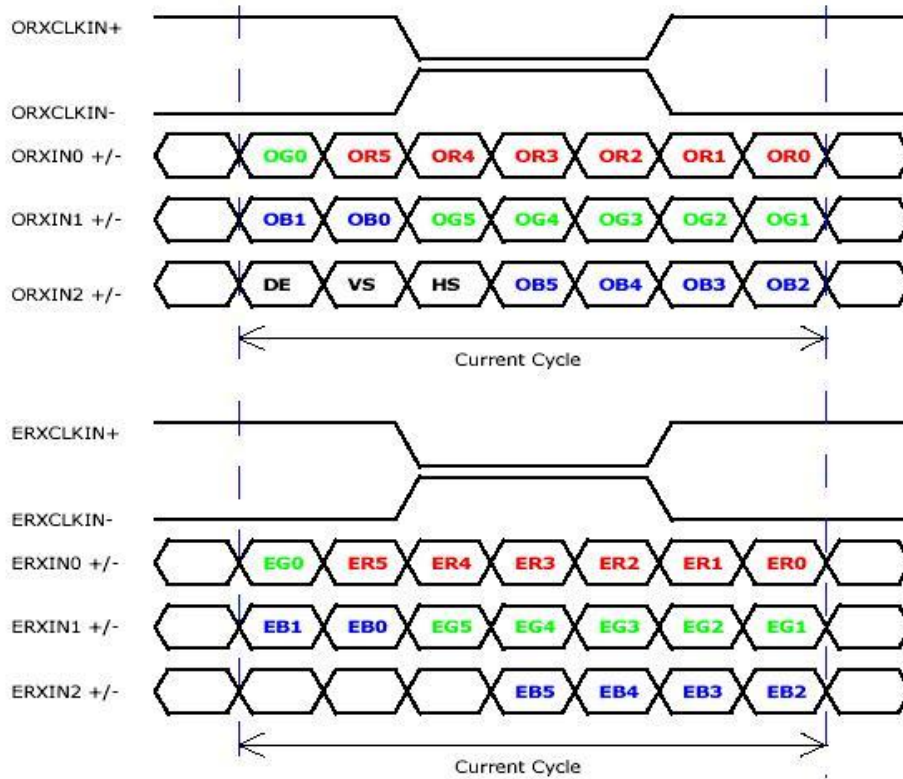 ORXCLKIN+
ORXCLKIN-
ORXIN0 +/- OG0 OR5 OR4 OR3 OR2 OR1 OR0
ORXIN1 +/- OB1 OB0 OG5 OG4 OG3 OG2 OG1
ORXIN2 +/- DE VS HS OB5 OB4 OB3 OB2
Current Cycle
ERXCLKIN+
ERXCLKIN-
ERXIN0 +/- EG0 ER5 ER4 ER3 ER2 ER1 ER0
ERXIN1 +/- EB1 EB0 EG5 EG4 EG3 EG2 EG1
ERXIN2 +/- EB5 EB4 EB3 EB2
Current Cycle